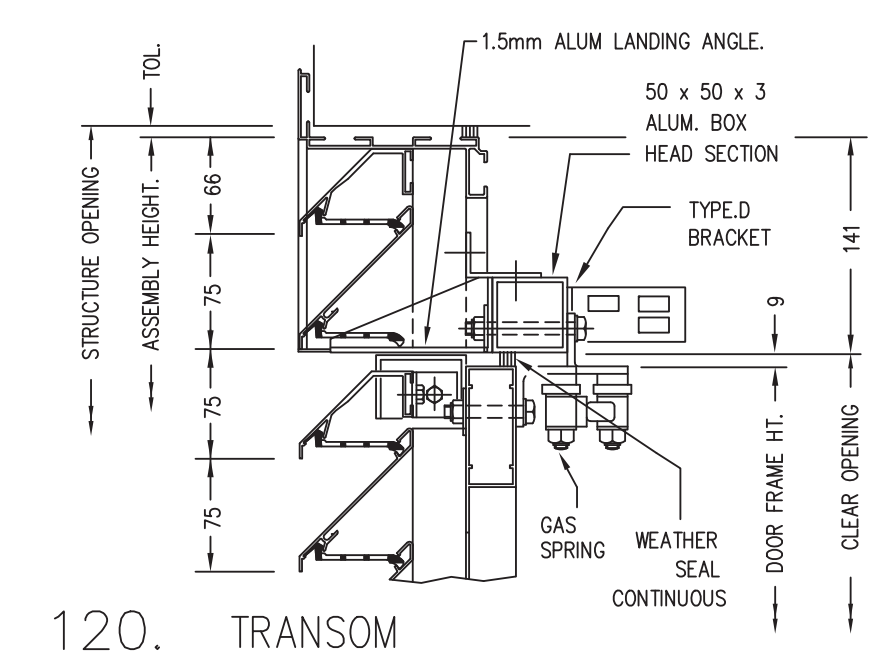 1.5mm ALUM LANDING ANGLE.
TOL.
50 x 50 x 3
ALUM. BOX
HEAD SECTION
TYPE.D
BRACKET
STRUCTURE OPENING
ASSEMBLY HEIGHT.
66
75
75
75
141
9
DOOR FRAME HT.
CLEAR OPENING
GAS
SPRING
WEATHER
SEAL
CONTINUOUS
120. TRANSOM